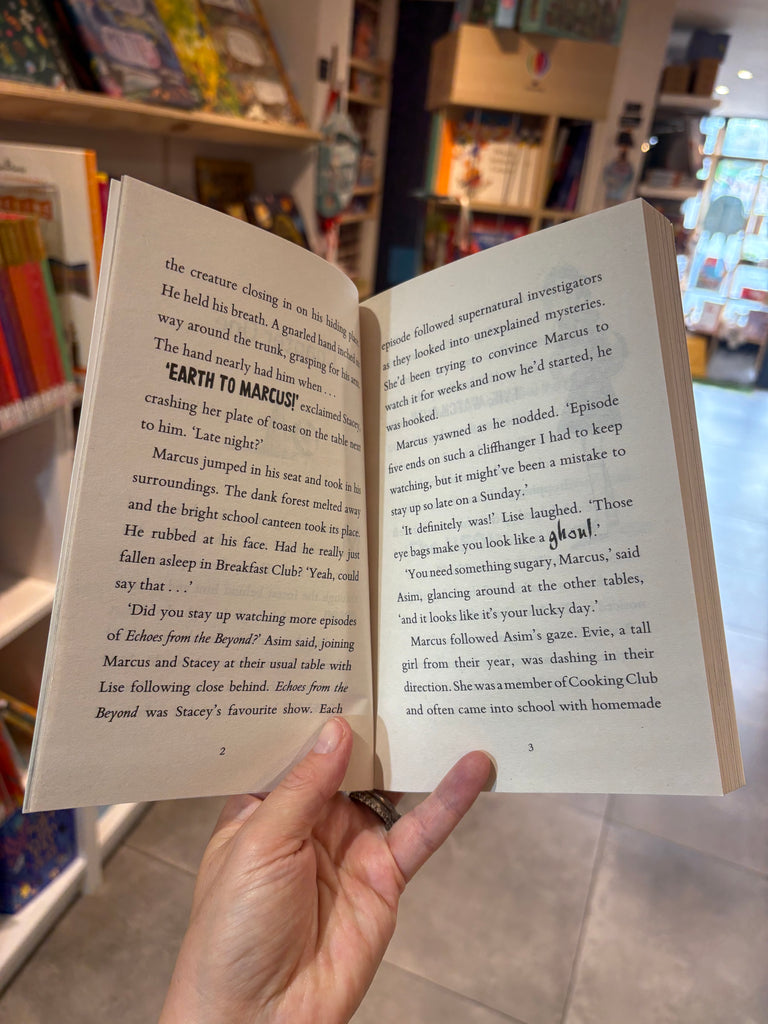 the creature closing in on his hiding place
He held his breath. A gnarled hand inched its
way around the trunk, grasping for his arm.
The hand nearly had him when . . .
‘EARTH TO MARCUS!’ exclaimed Stacey,
crashing her plate of toast on the table next
to him. ‘Late night?’
Marcus jumped in his seat and took in his
surroundings. The dank forest melted away
and the bright school canteen took its place.
He rubbed at his face. Had he really just
fallen asleep in Breakfast Club? ‘Yeah, could
say that . . .’
‘Did you stay up watching more episodes
of Echoes from the Beyond?’ Asim said, joining
Marcus and Stacey at their usual table with
Lise following close behind. Echoes from the
Beyond was Stacey’s favourite show. Each
2
episode followed supernatural investigators
as they looked into unexplained mysteries.
She’d been trying to convince Marcus to
watch it for weeks and now he’d started, he
was hooked.
Marcus yawned as he nodded. ‘Episode
five ends on such a cliffhanger I had to keep
watching, but it might’ve been a mistake to
stay up so late on a Sunday.’
‘It definitely was!’ Lise laughed. ‘Those
eye bags make you look like a ghoul.’
‘You need something sugary, Marcus,’ said
Asim, glancing around at the other tables,
‘and it looks like it’s your lucky day.’
Marcus followed Asim’s gaze. Evie, a tall
girl from their year, was dashing in their
direction. She was a member of Cooking Club
and often came into school with homemade
3